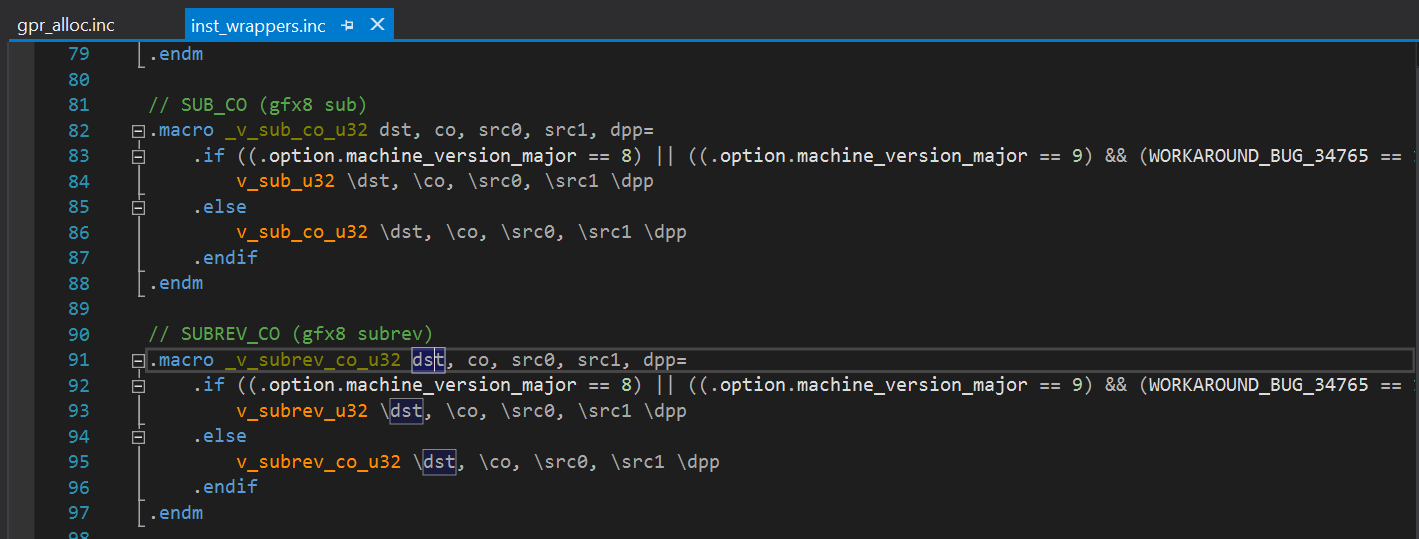 gpr_alloc.inc inst_wrappers.inc
79 .endm
80
81 // SUB_CO (gfx8 sub)
82 .macro _v_sub_co_u32 dst, co, src0, src1, dpp=
83 .if ((.option.machine_version_major == 8) || ((.option.machine_version_major == 9) && (WORKAROUND_BUG_34765 ==
84 v_sub_u32 \dst, \co, \src0, \src1 \dpp
85 .else
86 v_sub_co_u32 \dst, \co, \src0, \src1 \dpp
87 .endif
88 .endm
89
90 // SUBREV_CO (gfx8 subrev)
91 .macro _v_subrev_co_u32 dst, co, src0, src1, dpp=
92 .if ((.option.machine_version_major == 8) || ((.option.machine_version_major == 9) && (WORKAROUND_BUG_34765 ==
93 v_subrev_u32 \dst, \co, \src0, \src1 \dpp
94 .else
95 v_subrev_co_u32 \dst, \co, \src0, \src1 \dpp
96 .endif
97 .endm
98